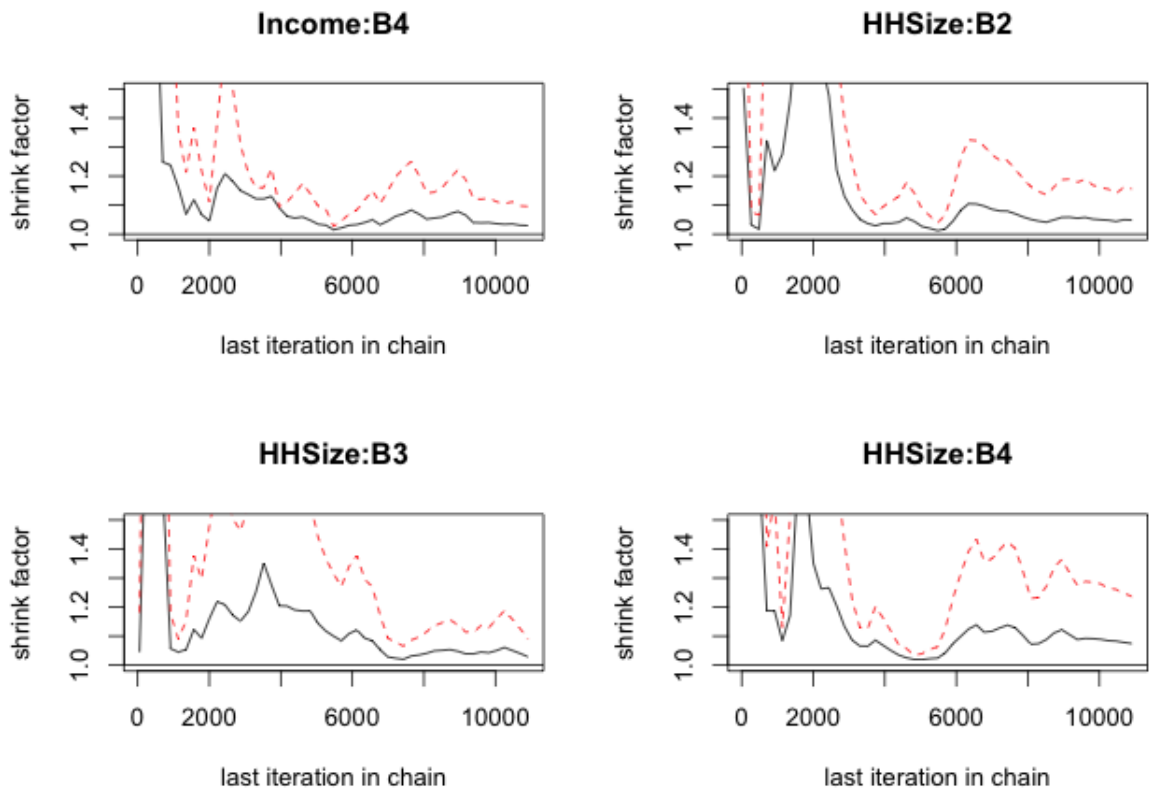 Income:B4
shrink factor
1.0 1.2 1.4
0 2000 6000 10000
last iteration in chain
HHSize:B2
shrink factor
1.0 1.2 1.4
0 2000 6000 10000
last iteration in chain
HHSize:B3
shrink factor
1.0 1.2 1.4
0 2000 6000 10000
last iteration in chain
HHSize:B4
shrink factor
1.0 1.2 1.4
0 2000 6000 10000
last iteration in chain